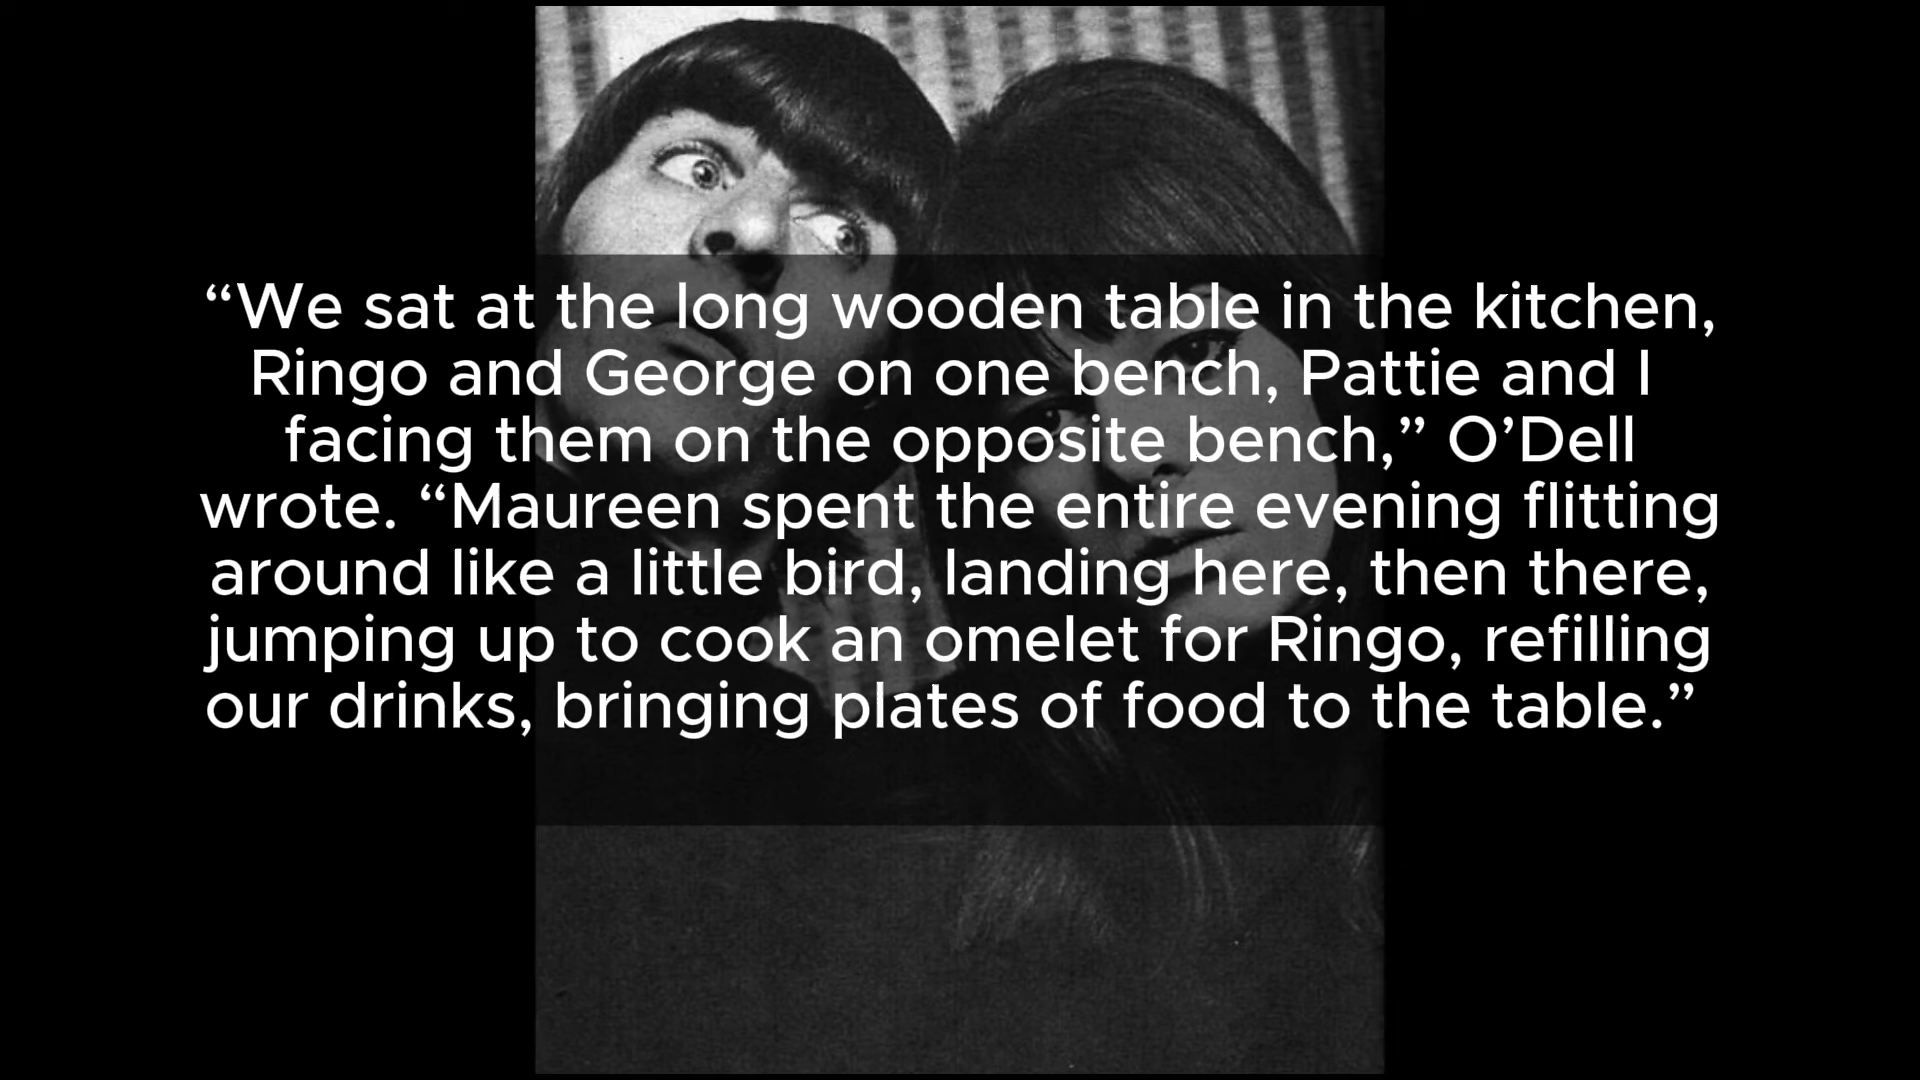 “We sat at the long wooden table in the kitchen,
Ringo and George on one bench, Pattie and I
facing them on the opposite bench,” O’Dell
wrote. “Maureen spent the entire evening flitting
around like a little bird, landing here, then there,
jumping up to cook an omelet for Ringo, refilling
our drinks, bringing plates of food to the table.”